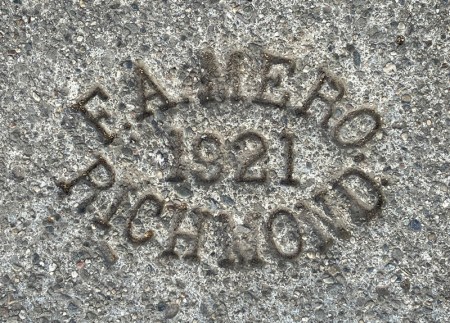 F.A. MERO.
1921
RICHMOND.